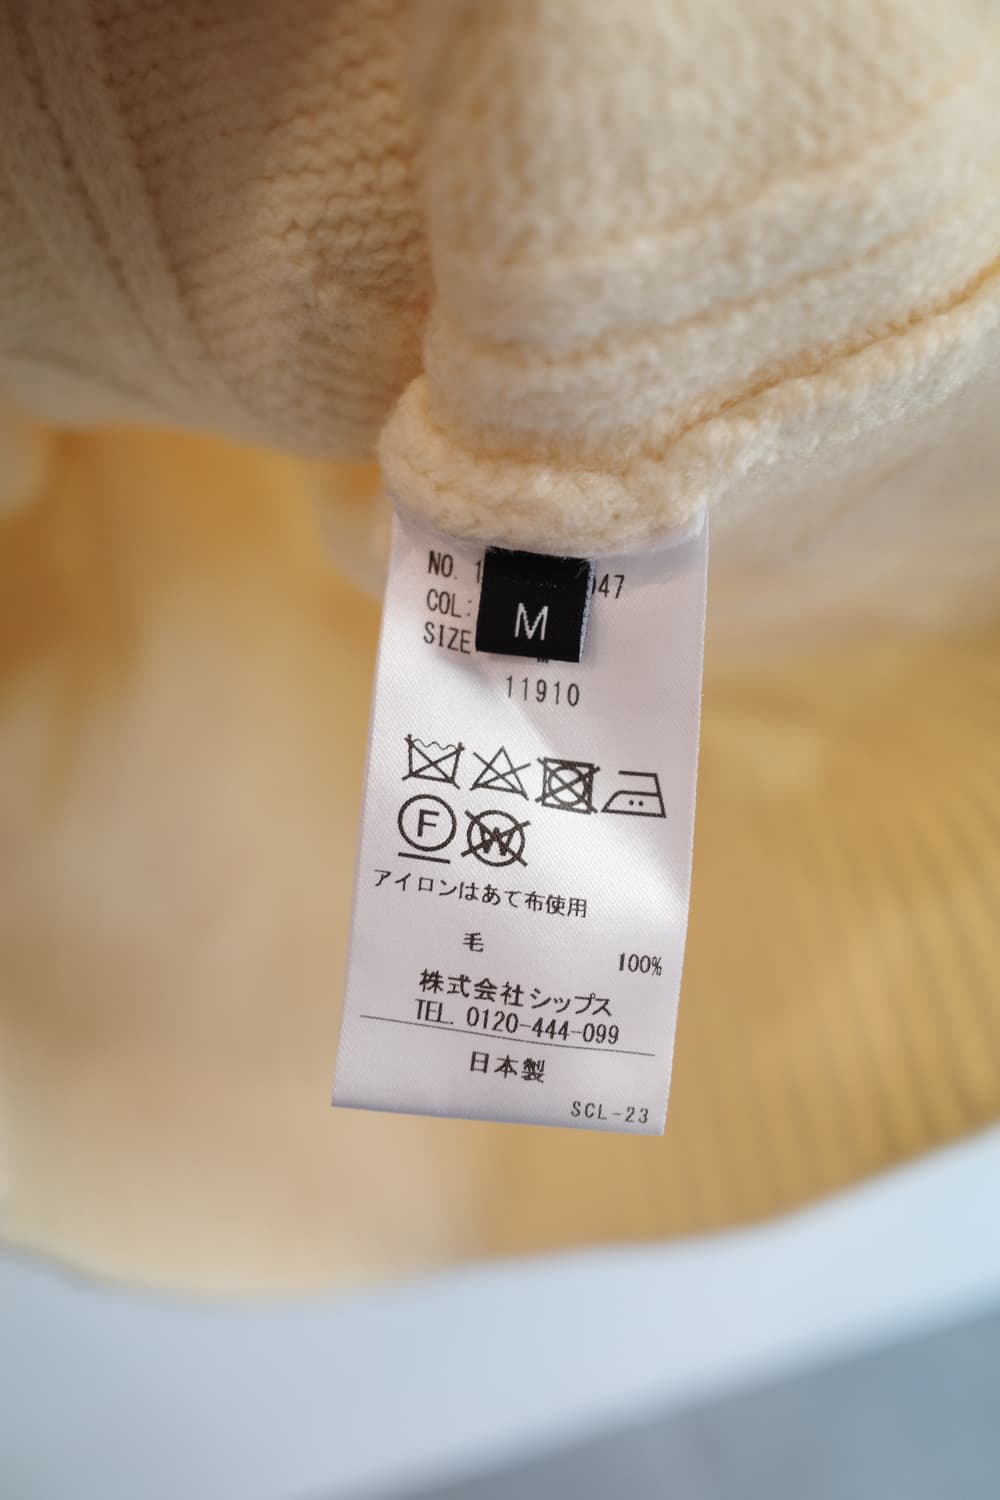 NO. 1
47
COL:
M
SIZE
11910
F
W
アイロンはあて布使用
毛 100%
株式会社シップス
TEL. 0120-444-099
日本製
SCL-23